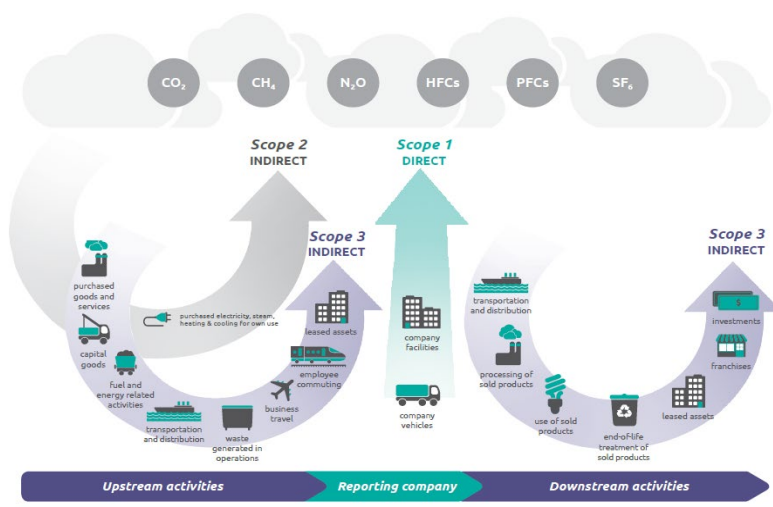 CO₂
CH₄
N₂O
HFCs
PFCs
SF₆
Scope 2
INDIRECT
Scope 1
DIRECT
Scope 3
INDIRECT
Scope 3
INDIRECT
purchased
goods and
services
capital
goods
fuel and
energy related
activities
transportation
and distribution
waste
generated in
operations
business
travel
employee
commuting
leased assets
purchased electricity, steam,
heating & cooling for own use
company
facilities
company
vehicles
transportation
and distribution
processing of
sold products
use of sold
products
end-of-life
treatment of
sold products
leased assets
franchises
$
investments
Upstream activities
Reporting company
Downstream activities